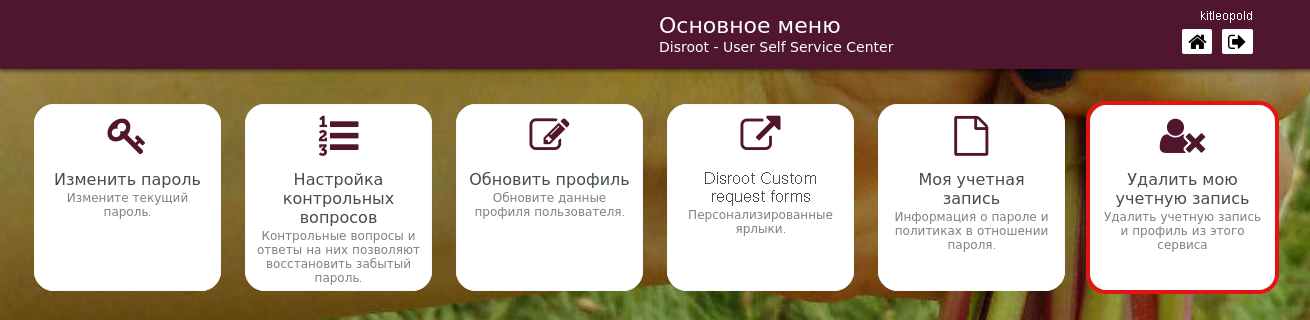 Основное меню
Disroot - User Self Service Center
kitleopold
Изменить пароль
Измените текущий
пароль.
Настройка
контрольных
вопросов
Контрольные вопросы и
ответы на них позволяют
восстановить забытый
пароль.
Обновить профиль
Обновите данные
профиля пользователя.
Disroot Custom
request forms
Персонализированные
ярлыки.
Моя учетная
запись
Информация о пароле и
политиках в отношении
пароля.
Удалить мою
учетную запись
Удалить учетную запись
и профиль из этого
сервиса